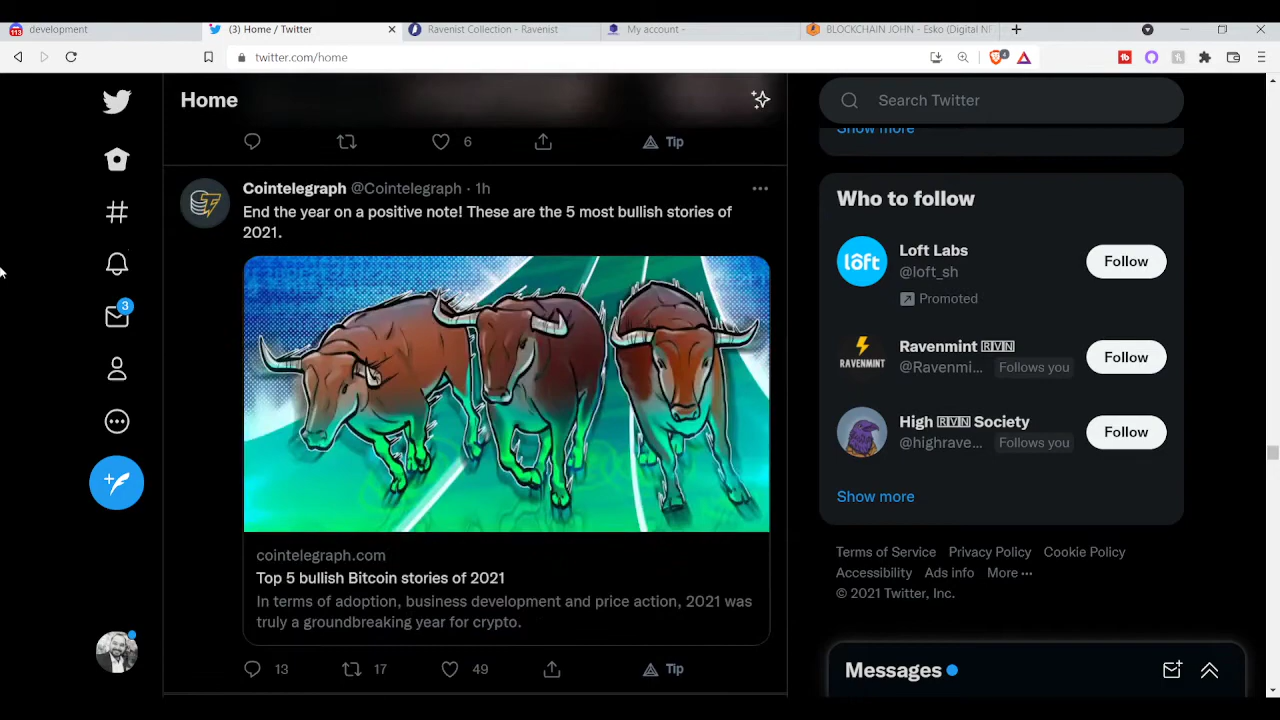 113
development
(3) Home / Twitter
Ravenist Collection - Ravenist
My account -
BLOCKCHAIN JOHN - Esko (Digital NF
twitter.com/home
4
Home
Search Twitter
6
Tip
Show more
Cointelegraph @Cointelegraph · 1h
End the year on a positive note! These are the 5 most bullish stories of
2021.
cointelegraph.com
Top 5 bullish Bitcoin stories of 2021
In terms of adoption, business development and price action, 2021 was
truly a groundbreaking year for crypto.
13
17
49
Tip
3
Who to follow
lôft
Loft Labs
@loft_sh
Promoted
Follow
RAVENMINT
Ravenmint RVN
@Ravenmi...
Follows you
Follow
High RVN Society
@highrave...
Follows you
Follow
Show more
Terms of Service Privacy Policy Cookie Policy
Accessibility Ads info More ···
© 2021 Twitter, Inc.
Messages